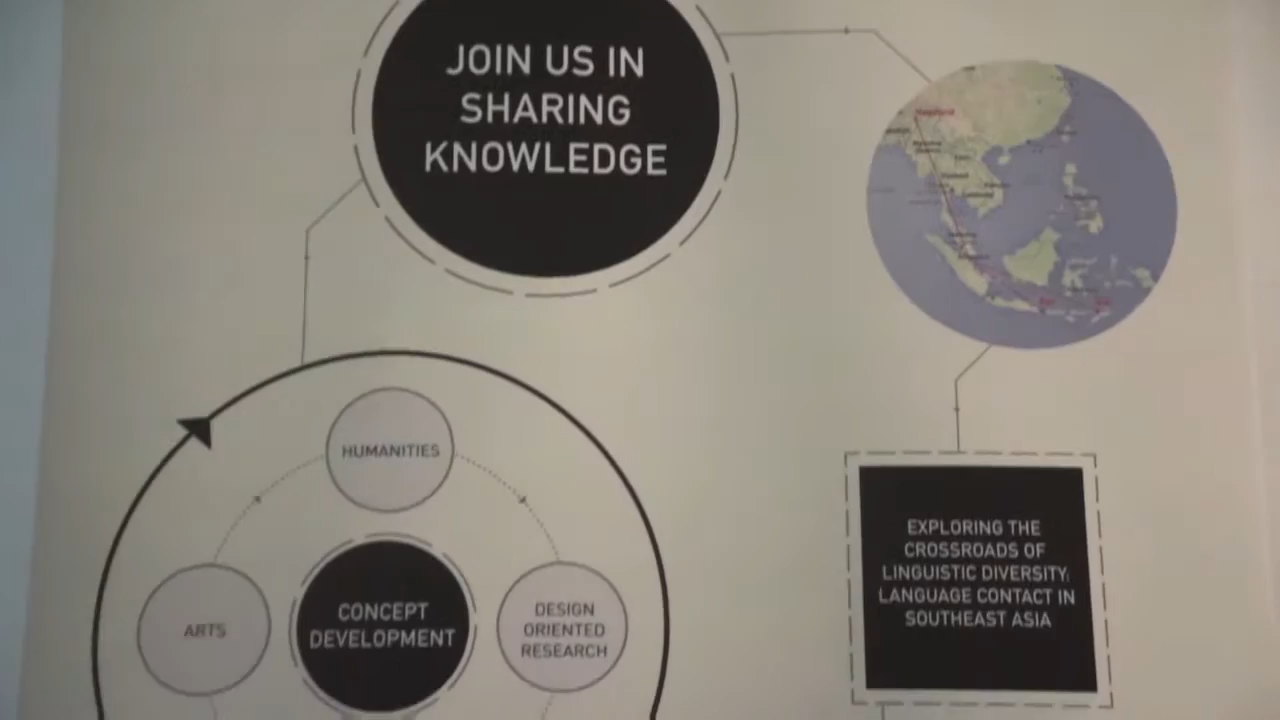 JOIN US IN
SHARING
KNOWLEDGE
HUMANITIES
ARTS
CONCEPT
DEVELOPMENT
DESIGN
ORIENTED
RESEARCH
EXPLORING THE
CROSSROADS OF
LINGUISTIC DIVERSITY:
LANGUAGE CONTACT IN
SOUTHEAST ASIA